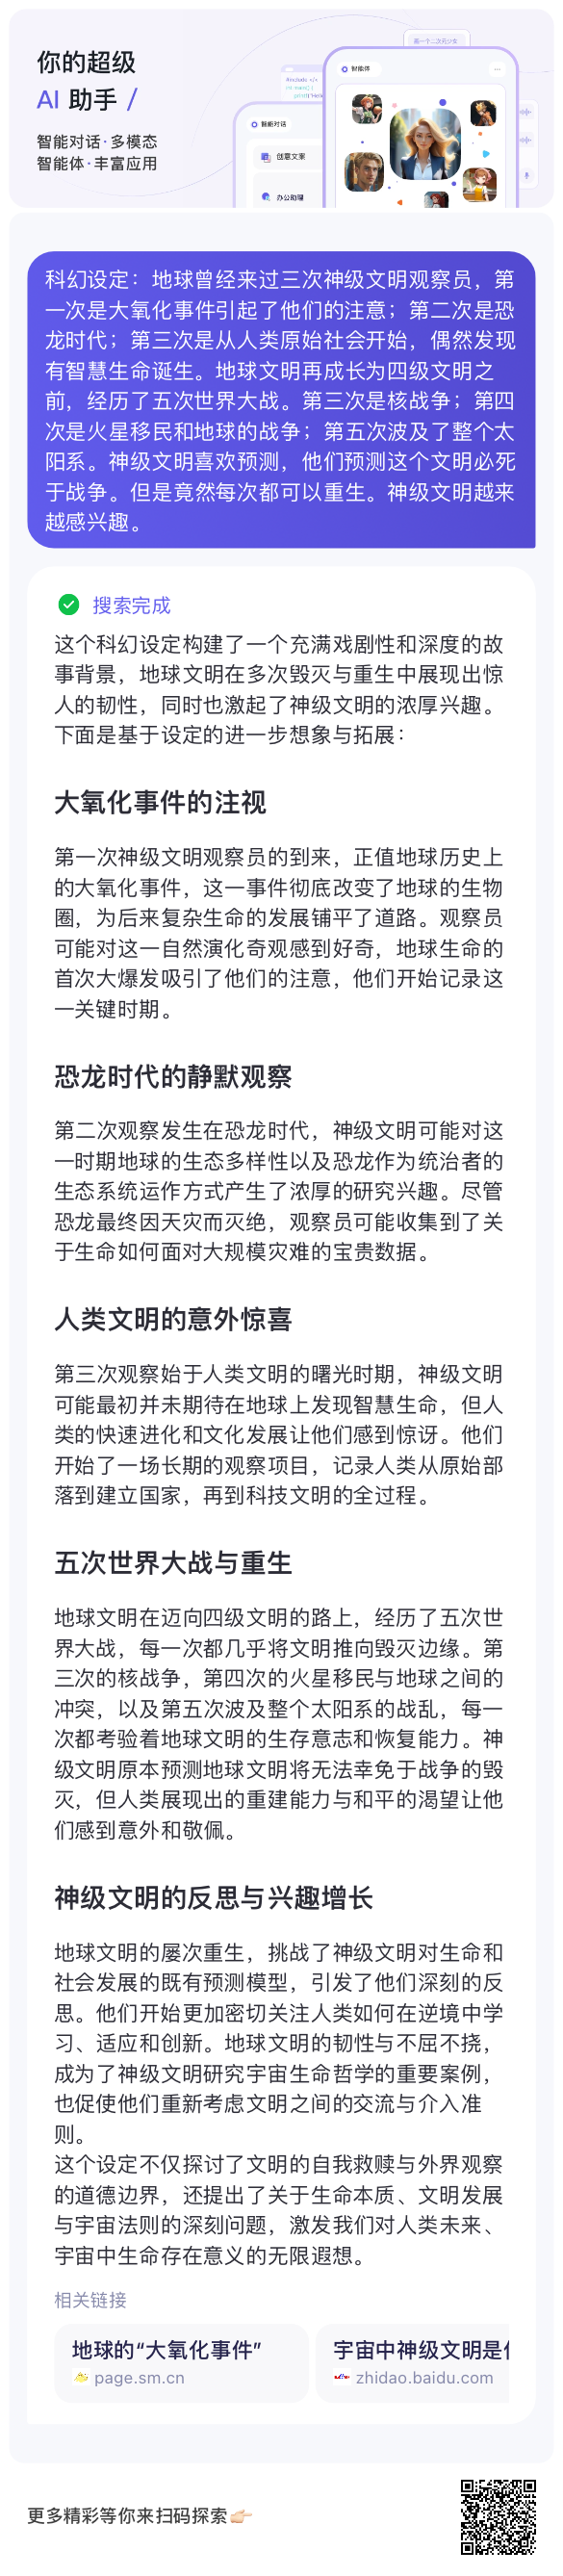 你的超级
AI 助手 /
智能对话·多模态
智能体·丰富应用
画一个二次元少女
智能体
智能对话
创意文案
办公助理
科幻设定：地球曾经来过三次神级文明观察员，第
一次是大氧化事件引起了他们的注意；第二次是恐
龙时代；第三次是从人类原始社会开始，偶然发现
有智慧生命诞生。地球文明再成长为四级文明之
前，经历了五次世界大战。第三次是核战争；第四
次是火星移民和地球的战争；第五次波及了整个太
阳系。神级文明喜欢预测，他们预测这个文明必死
于战争。但是竟然每次都可以重生。神级文明越来
越感兴趣。
搜索完成
这个科幻设定构建了一个充满戏剧性和深度的故
事背景，地球文明在多次毁灭与重生中展现出惊
人的韧性，同时也激起了神级文明的浓厚兴趣。
下面是基于设定的进一步想象与拓展：
大氧化事件的注视
第一次神级文明观察员的到来，正值地球历史上
的大氧化事件，这一事件彻底改变了地球的生物
圈，为后来复杂生命的发展铺平了道路。观察员
可能对这一自然演化奇观感到好奇，地球生命的
首次大爆发吸引了他们的注意，他们开始记录这
一关键时期。
恐龙时代的静默观察
第二次观察发生在恐龙时代，神级文明可能对这
一时期地球的生态多样性以及恐龙作为统治者的
生态系统运作方式产生了浓厚的研究兴趣。尽管
恐龙最终因天灾而灭绝，观察员可能收集到了关
于生命如何面对大规模灾难的宝贵数据。
人类文明的意外惊喜
第三次观察始于人类文明的曙光时期，神级文明
可能最初并未期待在地球上发现智慧生命，但人
类的快速进化和文化发展让他们感到惊讶。他们
开始了一场长期的观察项目，记录人类从原始部
落到建立国家，再到科技文明的全过程。
五次世界大战与重生
地球文明在迈向四级文明的路上，经历了五次世
界大战，每一次都几乎将文明推向毁灭边缘。第
三次的核战争，第四次的火星移民与地球之间的
冲突，以及第五次波及整个太阳系的战乱，每一
次都考验着地球文明的生存意志和恢复能力。神
级文明原本预测地球文明将无法幸免于战争的毁
灭，但人类展现出的重建能力与和平的渴望让他
们感到意外和敬佩。
神级文明的反思与兴趣增长
地球文明的屡次重生，挑战了神级文明对生命和
社会发展的既有预测模型，引发了他们深刻的反
思。他们开始更加密切关注人类如何在逆境中学
习、适应和创新。地球文明的韧性与不屈不挠，
成为了神级文明研究宇宙生命哲学的重要案例，
也促使他们重新考虑文明之间的交流与介入准
则。
这个设定不仅探讨了文明的自我救赎与外界观察
的道德边界，还提出了关于生命本质、文明发展
与宇宙法则的深刻问题，激发我们对人类未来、
宇宙中生命存在意义的无限遐想。
相关链接
地球的“大氧化事件”
page.sm.cn
宇宙中神级文明是
zhidao.baidu.com
更多精彩等你来扫码探索